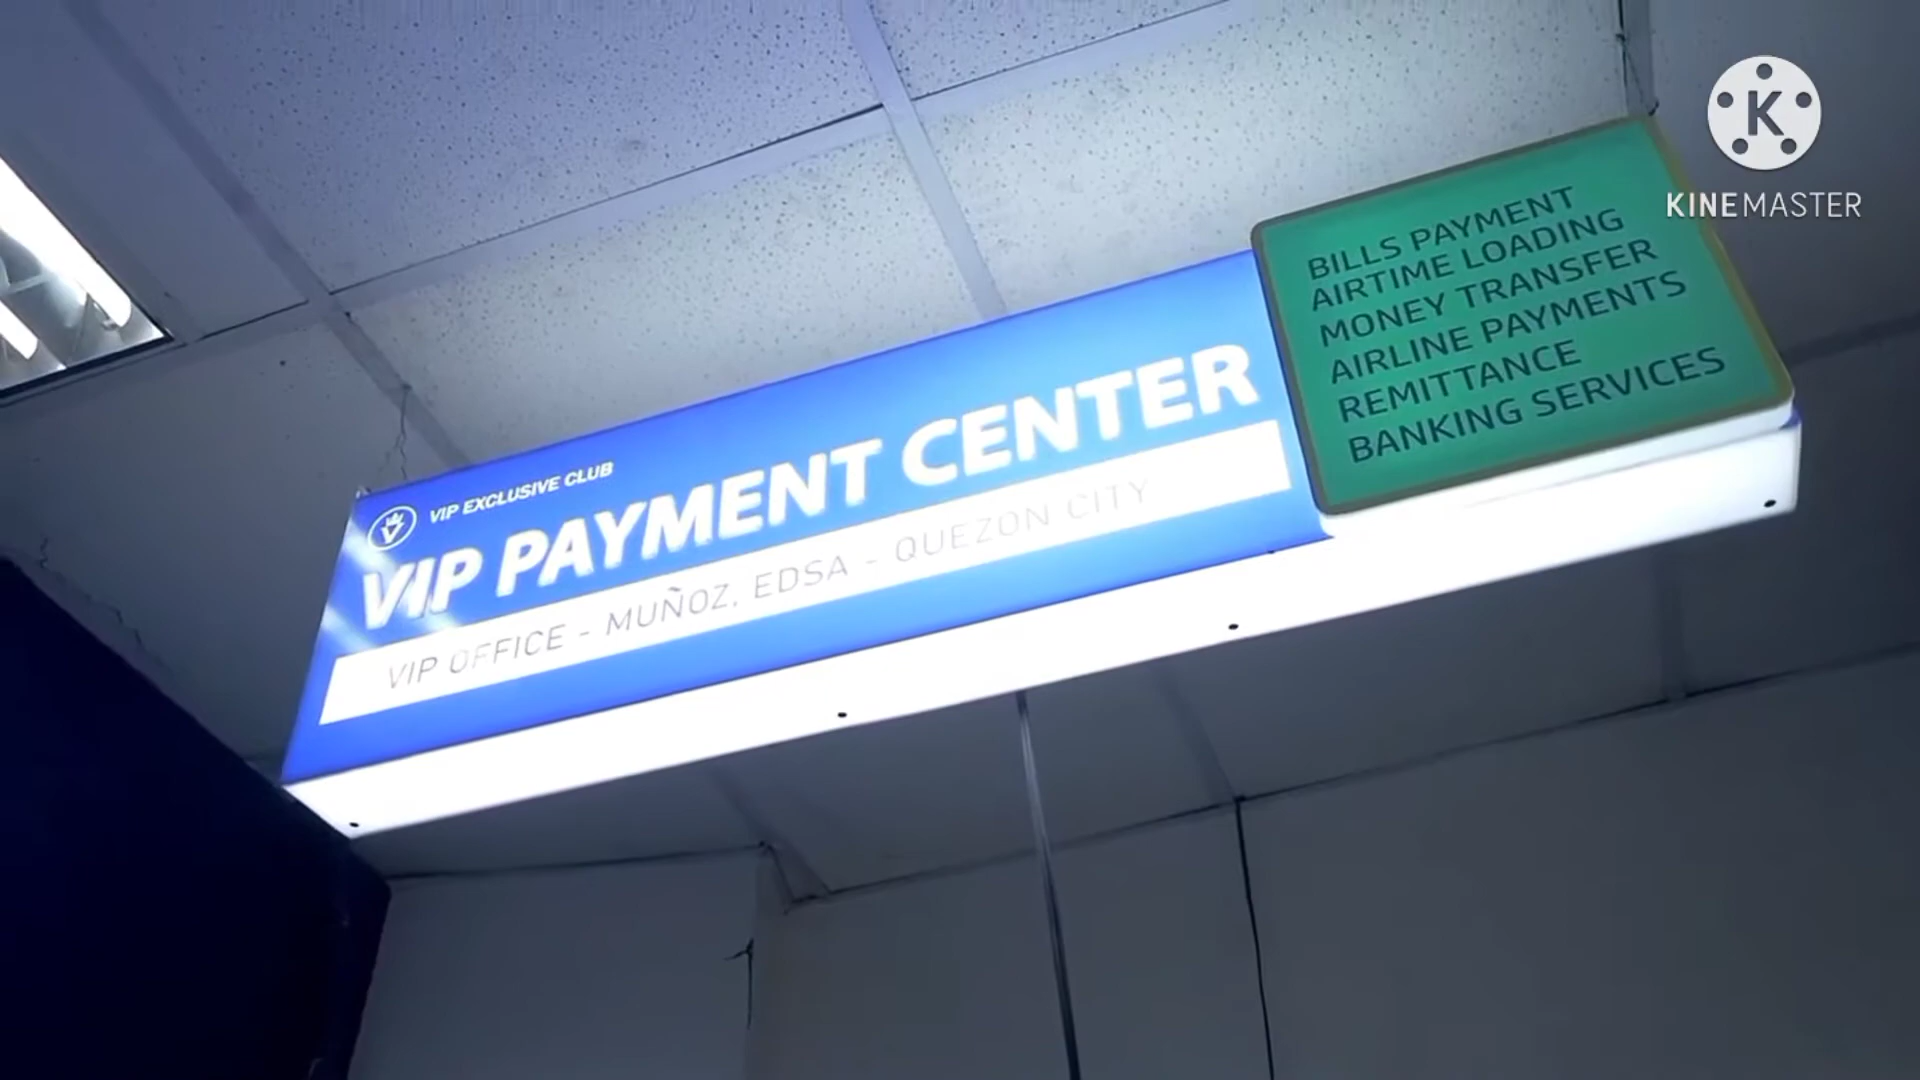 VIP EXCLUSIVE CLUB
VIP PAYMENT CENTER
VIP OFFICE - MUÑOZ, EDSA - QUEZON CITY
BILLS PAYMENT
AIRTIME LOADING
MONEY TRANSFER
AIRLINE PAYMENTS
REMITTANCE
BANKING SERVICES
K
KINEMASTER